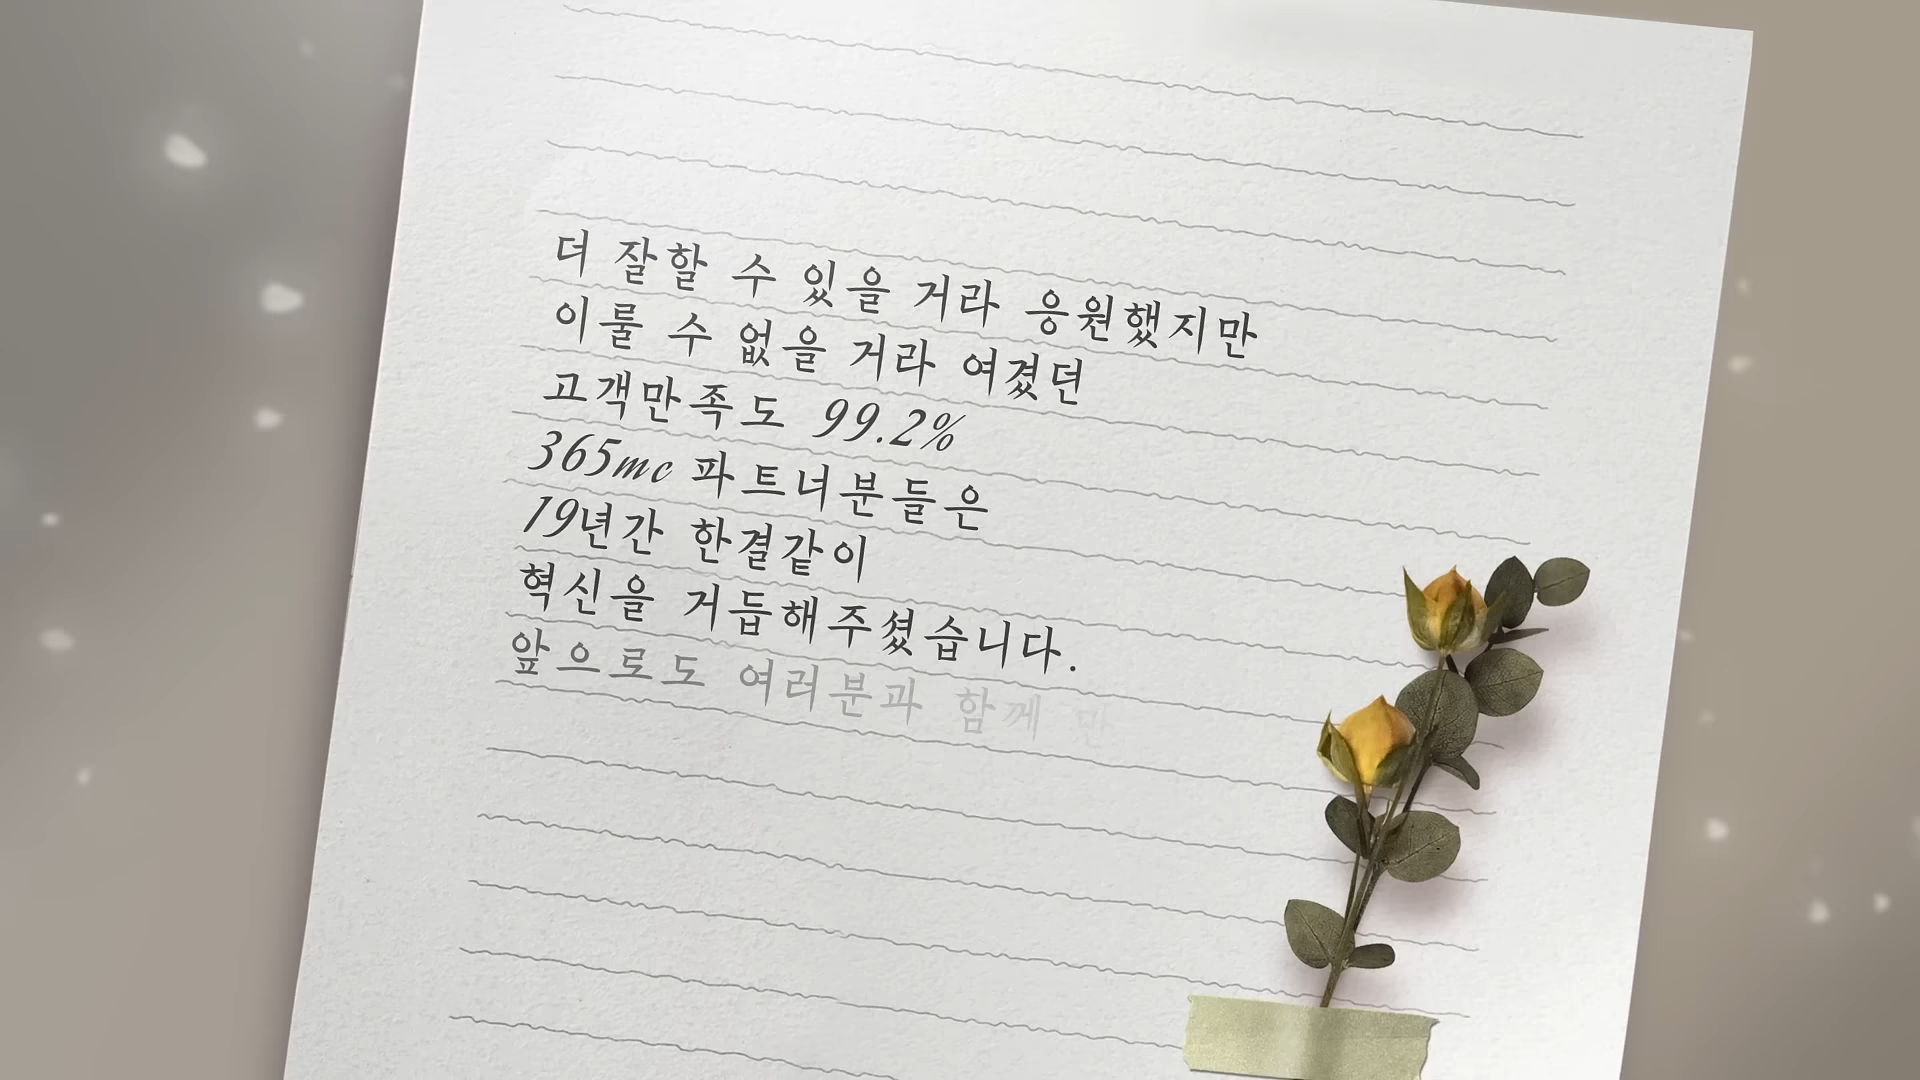 더 잘할 수 있을 거라 응원했지만
이룰 수 없을 거라 여겼던
고객만족도 99.2%
365mc 파트너분들은
19년간 한결같이
혁신을 거듭해주셨습니다.
앞으로도 여러분과 함께 만